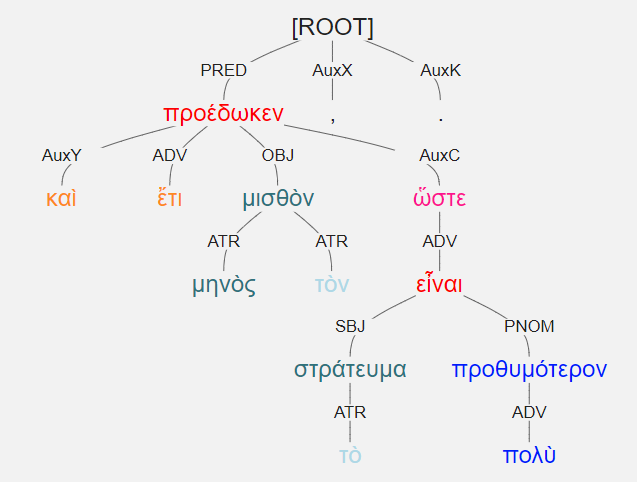 [ROOT]
PRED AuxX AuxK
προέδωκεν , .
AuxY ADV OBJ AuxC
καὶ ἔτι μισθὸν ὥστε
ATR ATR ADV
μηνὸς τὸν εἶναι
SBJ PNOM
στράτευμα προθυμότερον
ATR ADV
τὸ πολὺ